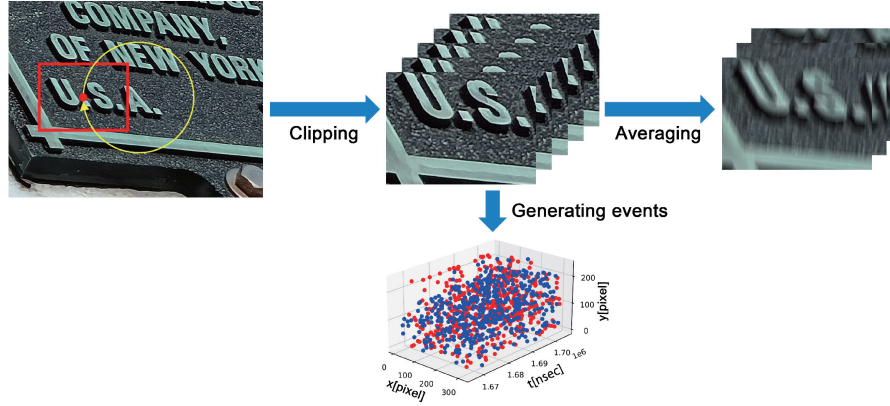 COMPANY,
OF NEW YORK
U.S.A.
Clipping
U.S.
Averaging
U.S.
Generating events
200
100
0
y[pixel]
0
100
200
300
x[pixel]
1.67
1.68
1.69
1.70
1e6
t[nsec]